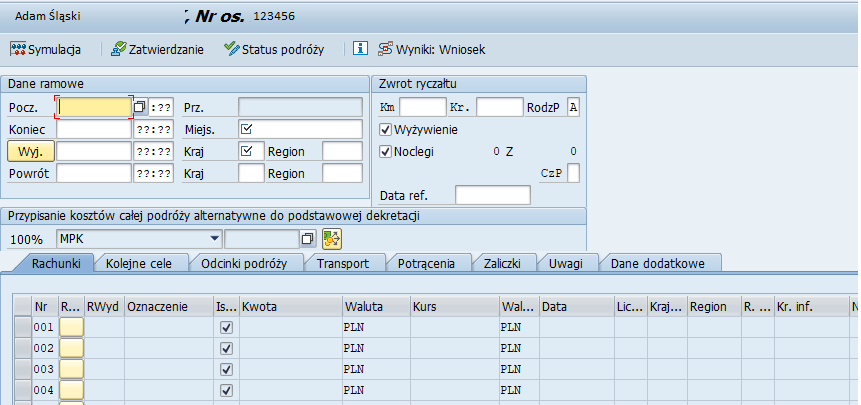 Adam Śląski Nr os. 123456
Symulacja Zatwierdzanie Status podróży Wyniki: Wniosek
Dane ramowe Zwrot ryczałtu
Pocz. :?? Prz. Km Kr. RodzP A
Koniec ??:?? Miejs. Wyżywienie
Wyj. ??:?? Kraj Region Noclegi 0 Z 0
Powrót ??:?? Kraj Region CzP
Data ref.
Przypisanie kosztów całej podróży alternatywne do podstawowej dekretacji
100% MPK
Rachunki Kolejne cele Odcinki podróży Transport Potrącenia Zaliczki Uwagi Dane dodatkowe
Nr R... RWyd Oznaczenie Is... Kwota Waluta Kurs Wal... Data Lic... Kraj... Region R. ... Kr. inf. N
001 PLN PLN
002 PLN PLN
003 PLN PLN
004 PLN PLN